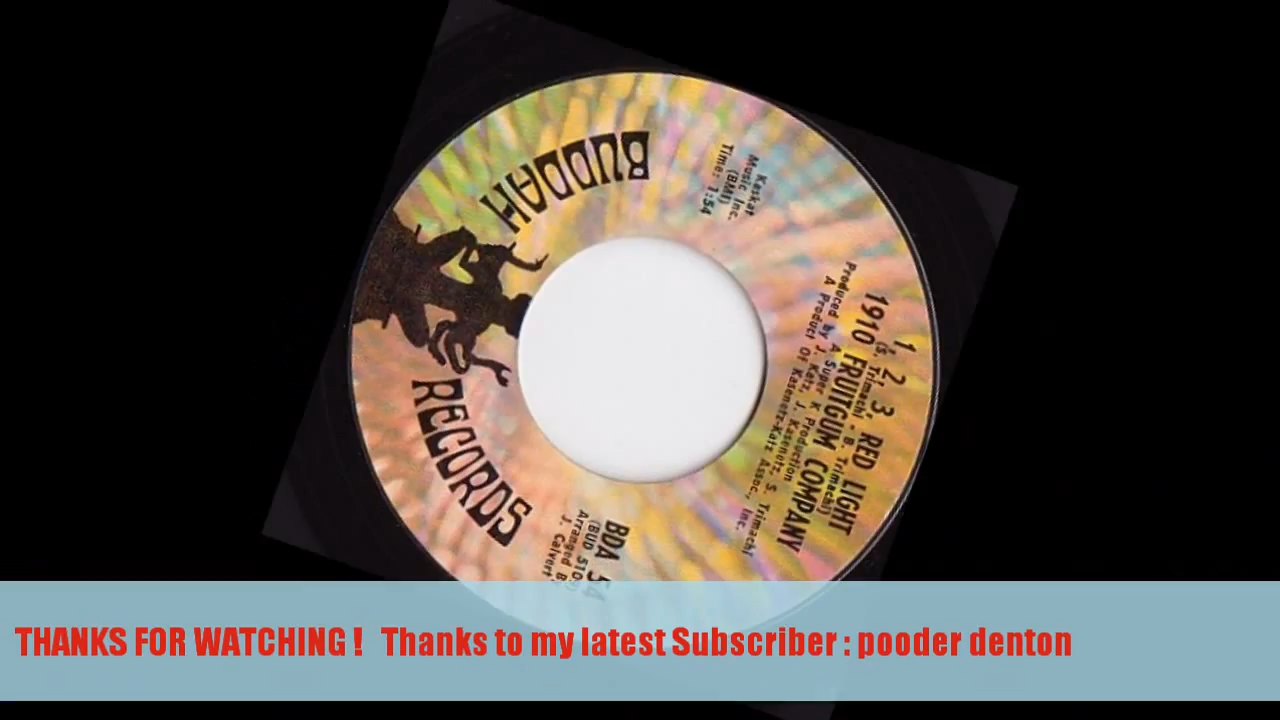 BUDDAH
RECORDS
Kaskat
Music Inc.
(BMI)
Time: 1:54
BDA 54
Arranged
J. Calvert
1, 2, 3, RED LIGHT
(S. Trimachi - B. Trimachi)
1910 FRUITGUM COMPANY
A Super K Production
Produced by J. Katz, J. Kasenetz, S. Trimachi
A Product Of Kasenetz-Katz Assoc., Inc.
THANKS FOR WATCHING ! Thanks to my latest Subscriber : pooder denton